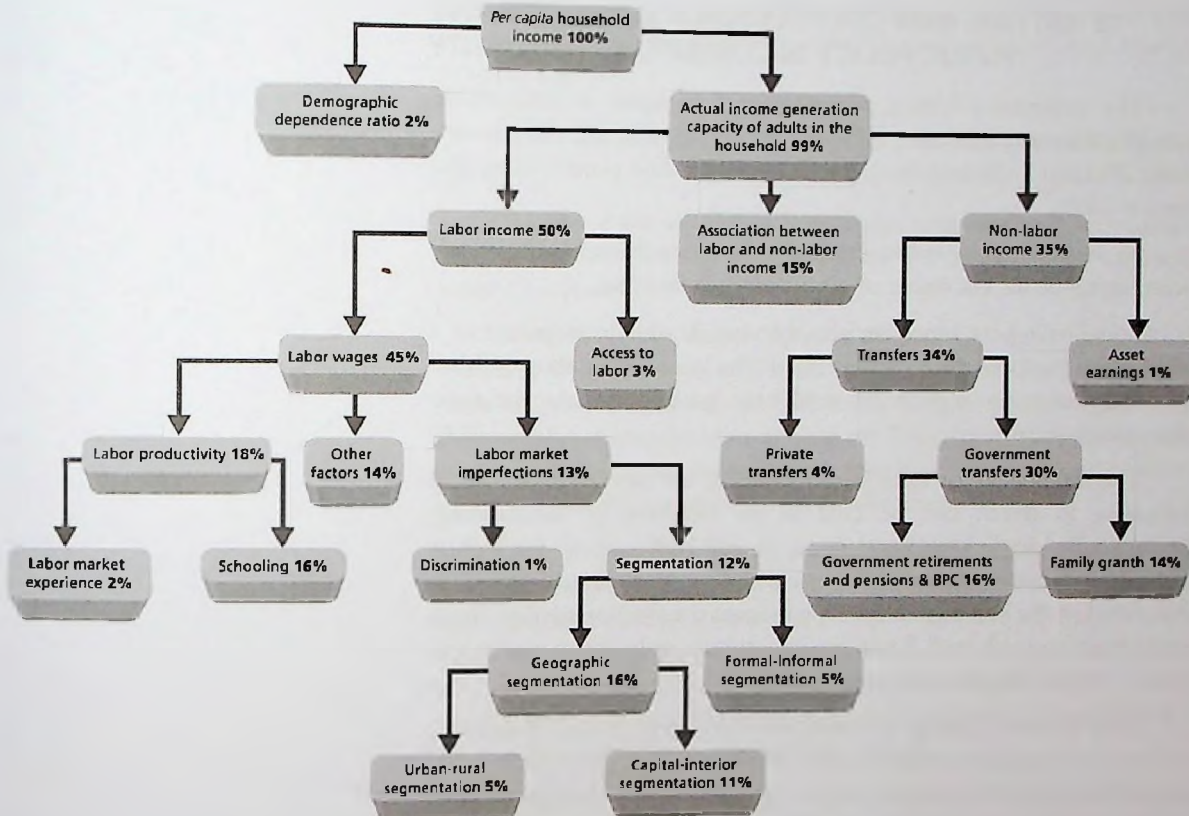 Per capita household
income 100%
Demographic
dependence ratio 2%
Actual income generation
capacity of adults in the
household 99%
Labor income 50%
Association between
labor and non-labor
income 15%
Non-labor
income 35%
Labor wages 45%
Access to
labor 3%
Transfers 34%
Asset
earnings 1%
Labor productivity 18%
Other
factors 14%
Labor market
imperfections 13%
Private
transfers 4%
Government
transfers 30%
Labor market
experience 2%
Schooling 16%
Discrimination 1%
Segmentation 12%
Government retirements
and pensions & BPC 16%
Family granth 14%
Geographic
segmentation 16%
Formal-informal
segmentation 5%
Urban-rural
segmentation 5%
Capital-interior
segmentation 11%